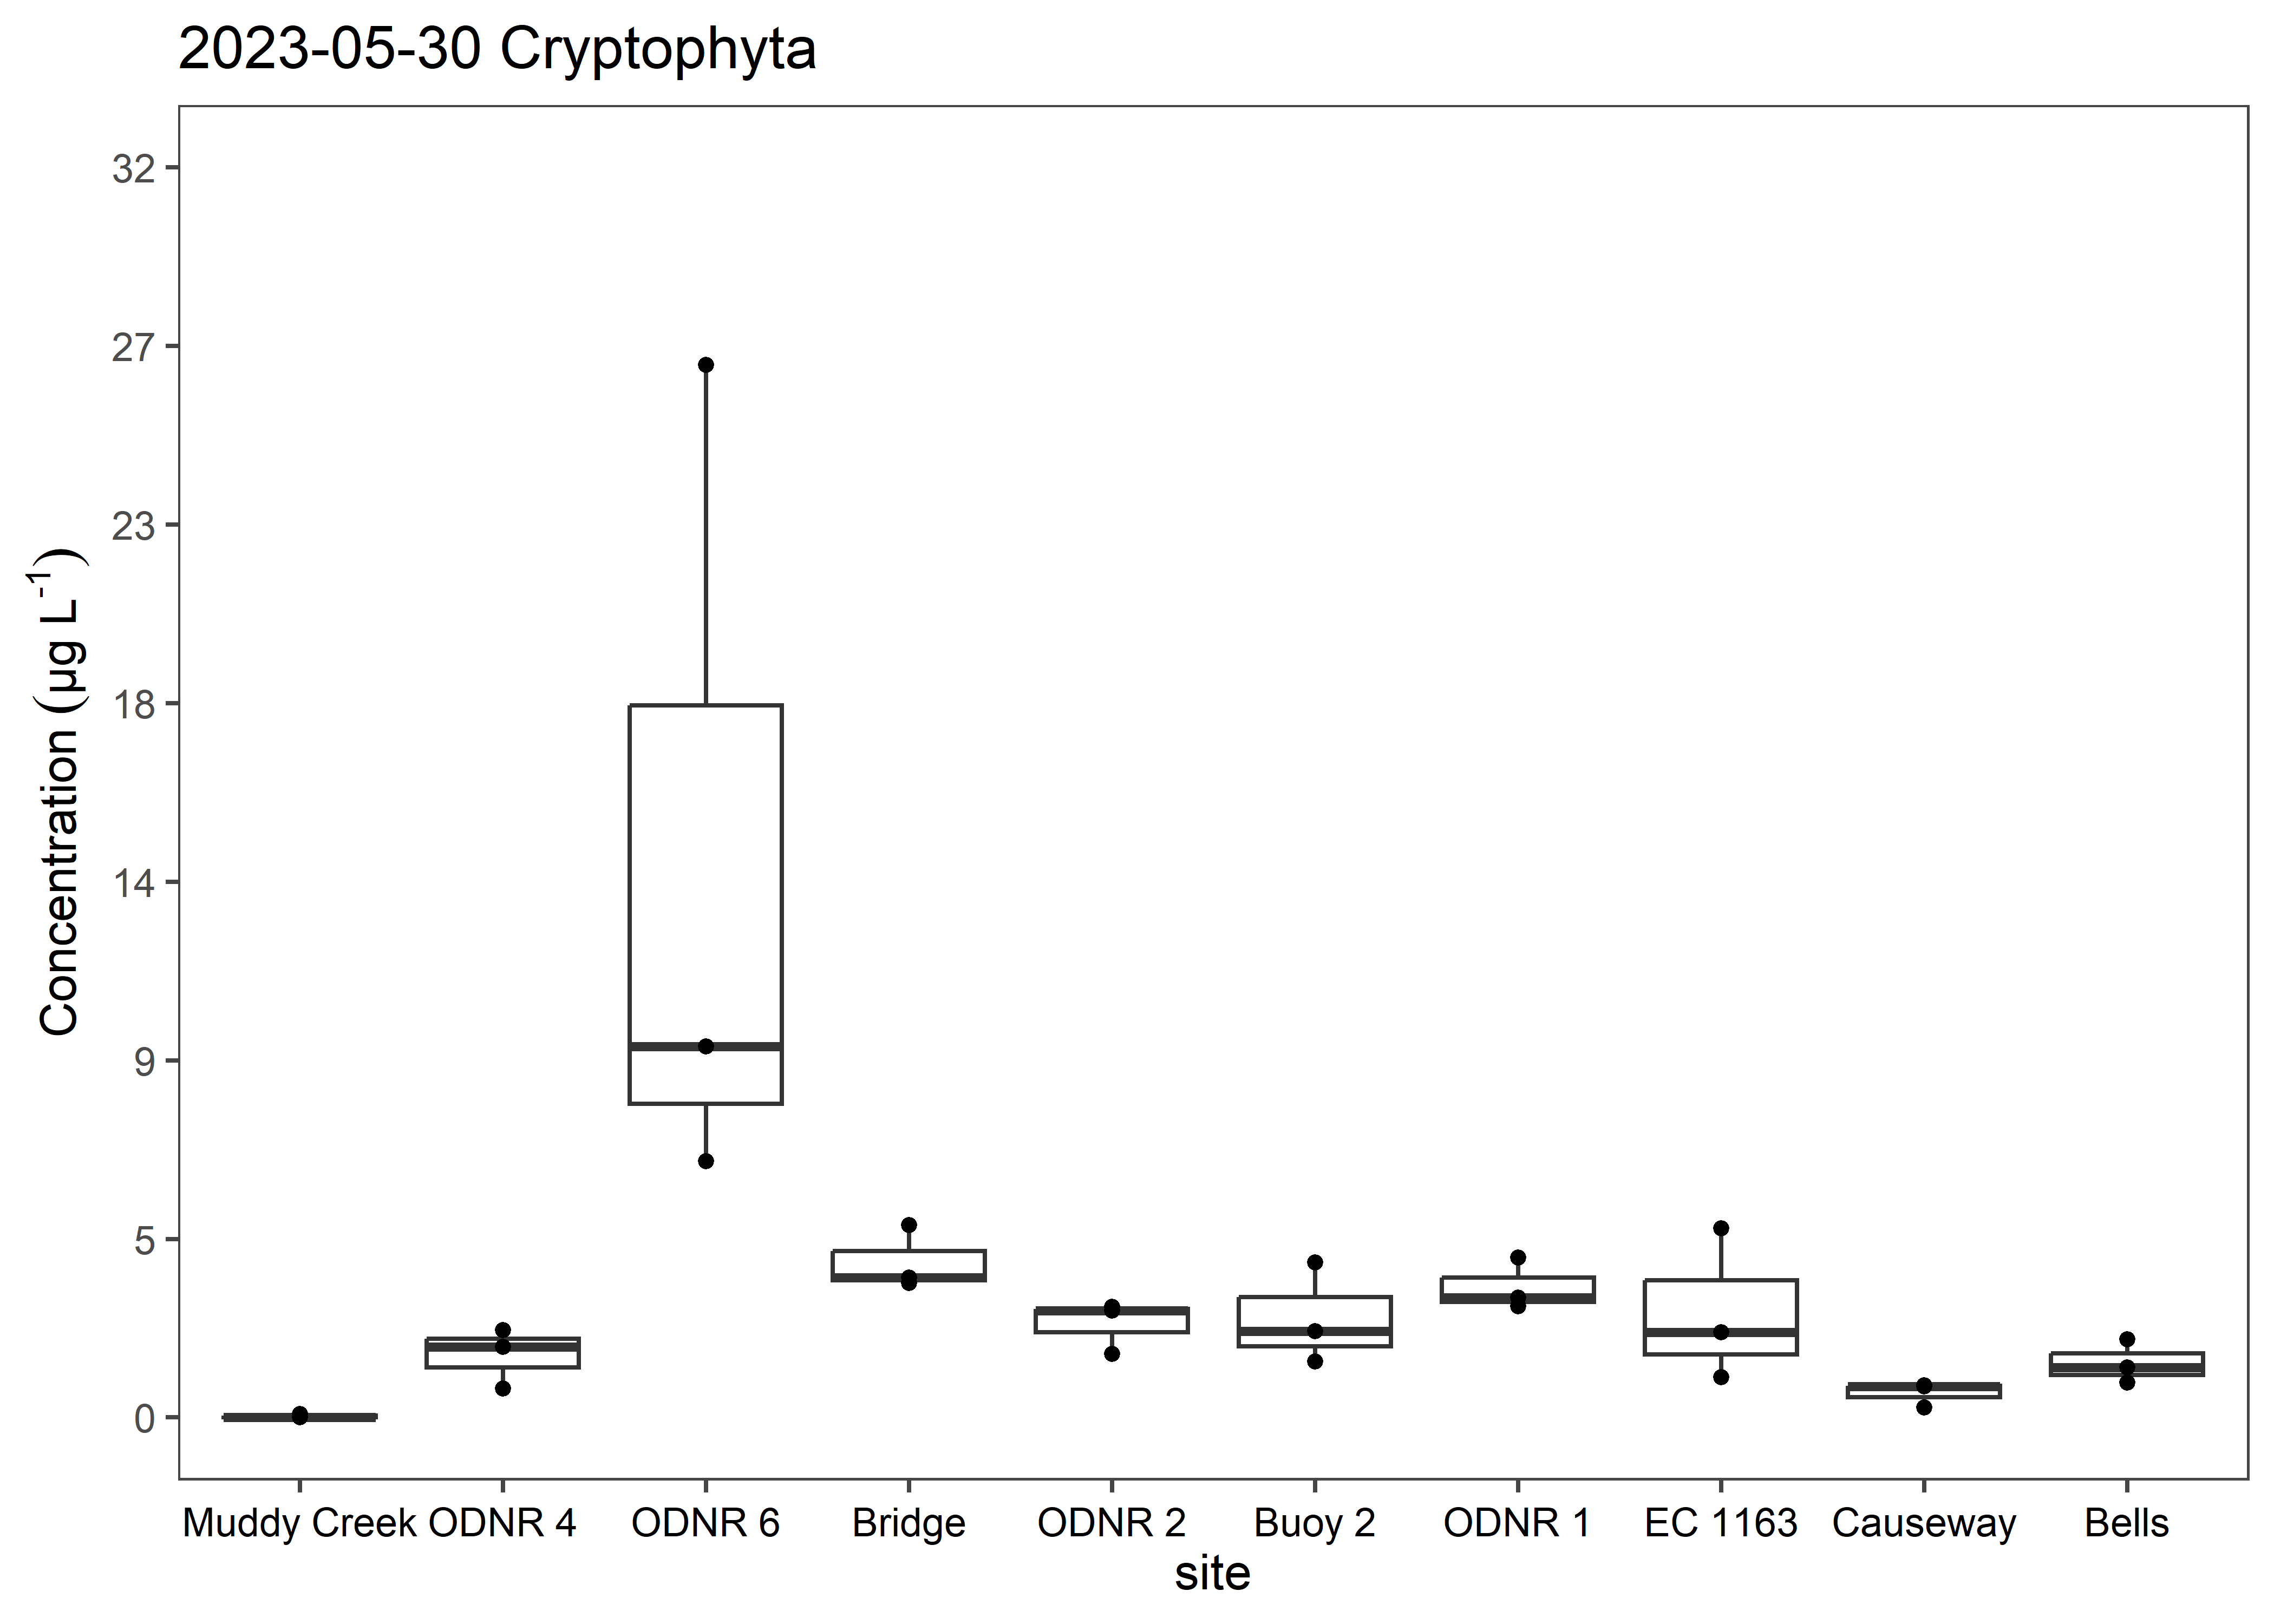 2023-05-30 Cryptophyta
Concentration (µg L⁻¹)
32
27
23
18
14
9
5
0
Muddy Creek ODNR 4 ODNR 6 Bridge ODNR 2 Buoy 2 ODNR 1 EC 1163 Causeway Bells
site